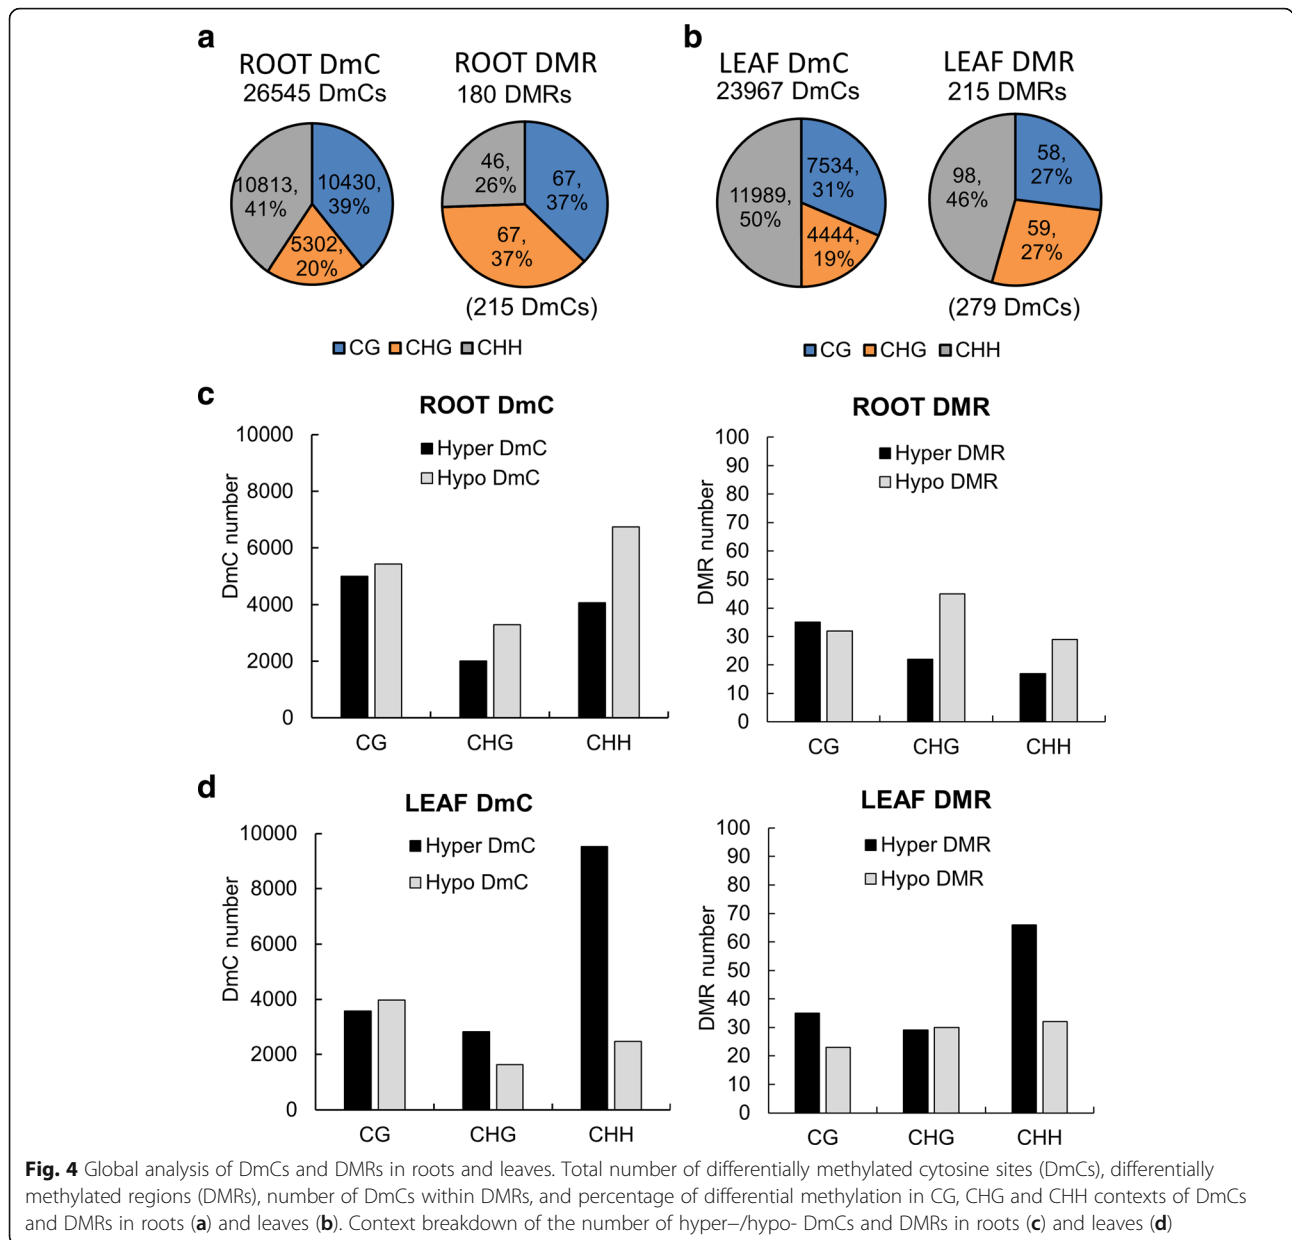 a
ROOT DmC
26545 DmCs
10813,
41%
10430,
39%
5302,
20%
ROOT DMR
180 DMRs
46,
26%
67,
37%
67,
37%
(215 DmCs)
CG CHG CHH
b
LEAF DmC
23967 DmCs
11989,
50%
7534,
31%
4444,
19%
LEAF DMR
215 DMRs
98,
46%
58,
27%
59,
27%
(279 DmCs)
CG CHG CHH
c
ROOT DmC
Hyper DmC
Hypo DmC
DmC number
10000
8000
6000
4000
2000
0
CG CHG CHH
ROOT DMR
Hyper DMR
Hypo DMR
DMR number
100
90
80
70
60
50
40
30
20
10
0
CG CHG CHH
d
LEAF DmC
Hyper DmC
Hypo DmC
DmC number
10000
8000
6000
4000
2000
0
CG CHG CHH
LEAF DMR
Hyper DMR
Hypo DMR
DMR number
100
90
80
70
60
50
40
30
20
10
0
CG CHG CHH
Fig. 4 Global analysis of DmCs and DMRs in roots and leaves. Total number of differentially methylated cytosine sites (DmCs), differentially
methylated regions (DMRs), number of DmCs within DMRs, and percentage of differential methylation in CG, CHG and CHH contexts of DmCs
and DMRs in roots (a) and leaves (b). Context breakdown of the number of hyper–/hypo- DmCs and DMRs in roots (c) and leaves (d)